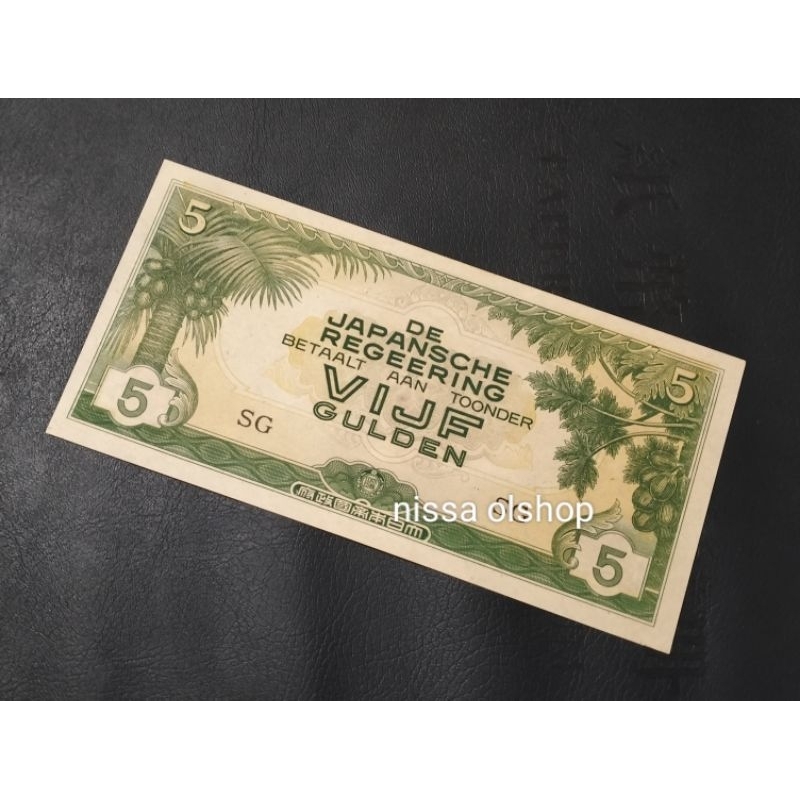 5
5
DE
JAPANSCHE
REGEERING
BETAALT AAN TOONDER
VIJF
GULDEN
SG
府政國帝本日大
nissa olshop
5
5